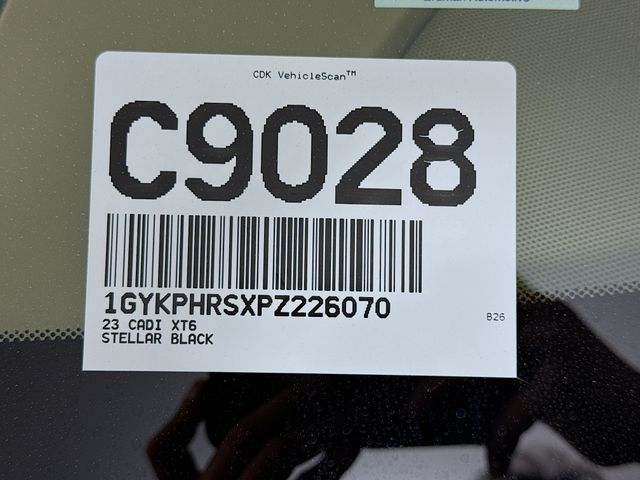 CDK VehicleScan™
C9028
1GYKPHRSXPZ226070
23 CADI XT6
B26
STELLAR BLACK